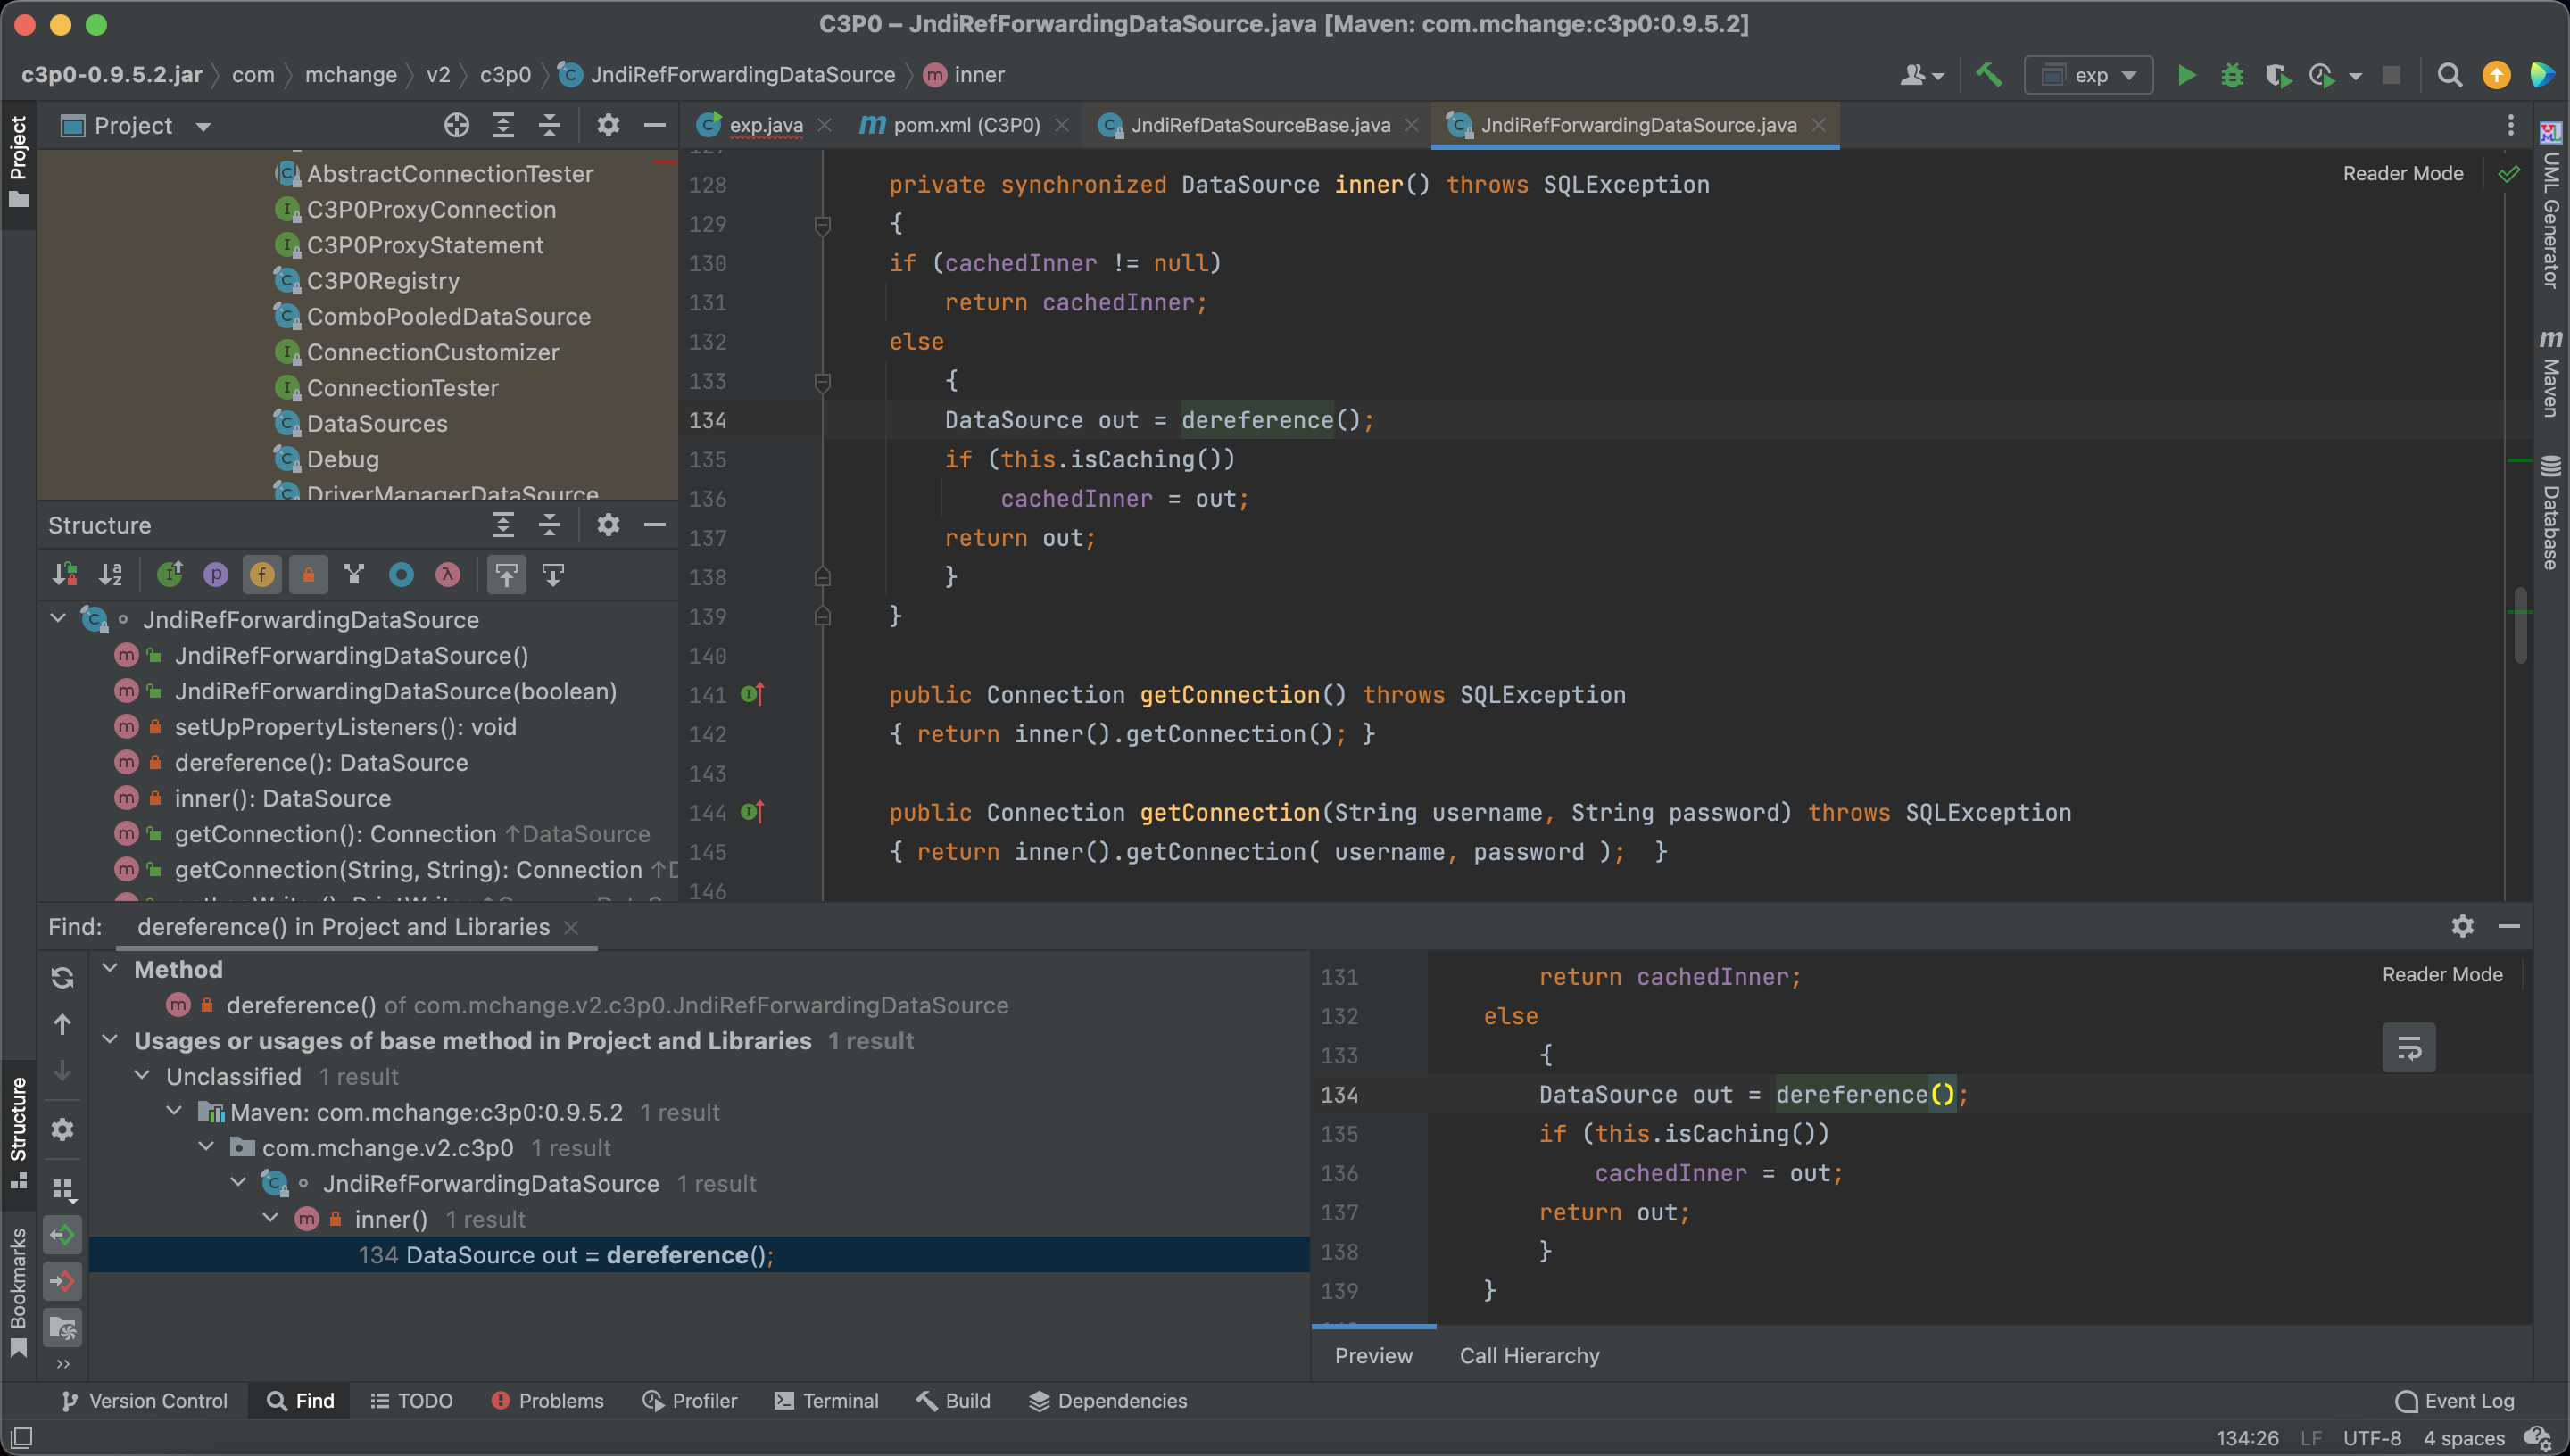 C3P0 – JndiRefForwardingDataSource.java [Maven: com.mchange:c3p0:0.9.5.2]
c3p0-0.9.5.2.jar
com
mchange
v2
c3p0
JndiRefForwardingDataSource
inner
exp
Project
Project
AbstractConnectionTester
C3P0ProxyConnection
C3P0ProxyStatement
C3P0Registry
ComboPooledDataSource
ConnectionCustomizer
ConnectionTester
DataSources
Debug
DriverManagerDataSource
Structure
JndiRefForwardingDataSource
JndiRefForwardingDataSource()
JndiRefForwardingDataSource(boolean)
setUpPropertyListeners(): void
dereference(): DataSource
inner(): DataSource
getConnection(): Connection ↑DataSource
getConnection(String, String): Connection ↑D
exp.java
pom.xml (C3P0)
JndiRefDataSourceBase.java
JndiRefForwardingDataSource.java
Reader Mode
127
128 private synchronized DataSource inner() throws SQLException
129 {
130 if (cachedInner != null)
131 return cachedInner;
132 else
133 {
134 DataSource out = dereference();
135 if (this.isCaching())
136 cachedInner = out;
137 return out;
138 }
139 }
140
141 public Connection getConnection() throws SQLException
142 { return inner().getConnection(); }
143
144 public Connection getConnection(String username, String password) throws SQLException
145 { return inner().getConnection( username, password );  }
146
UML Generator
Maven
Database
Find:
dereference() in Project and Libraries
Method
dereference() of com.mchange.v2.c3p0.JndiRefForwardingDataSource
Usages or usages of base method in Project and Libraries 1 result
Unclassified 1 result
Maven: com.mchange:c3p0:0.9.5.2 1 result
com.mchange.v2.c3p0 1 result
JndiRefForwardingDataSource 1 result
inner() 1 result
134 DataSource out = dereference();
Structure
Bookmarks
Reader Mode
131 return cachedInner;
132 else
133 {
134 DataSource out = dereference();
135 if (this.isCaching())
136 cachedInner = out;
137 return out;
138 }
139 }
Preview
Call Hierarchy
Version Control
Find
TODO
Problems
Profiler
Terminal
Build
Dependencies
Event Log
134:26 LF UTF-8 4 spaces